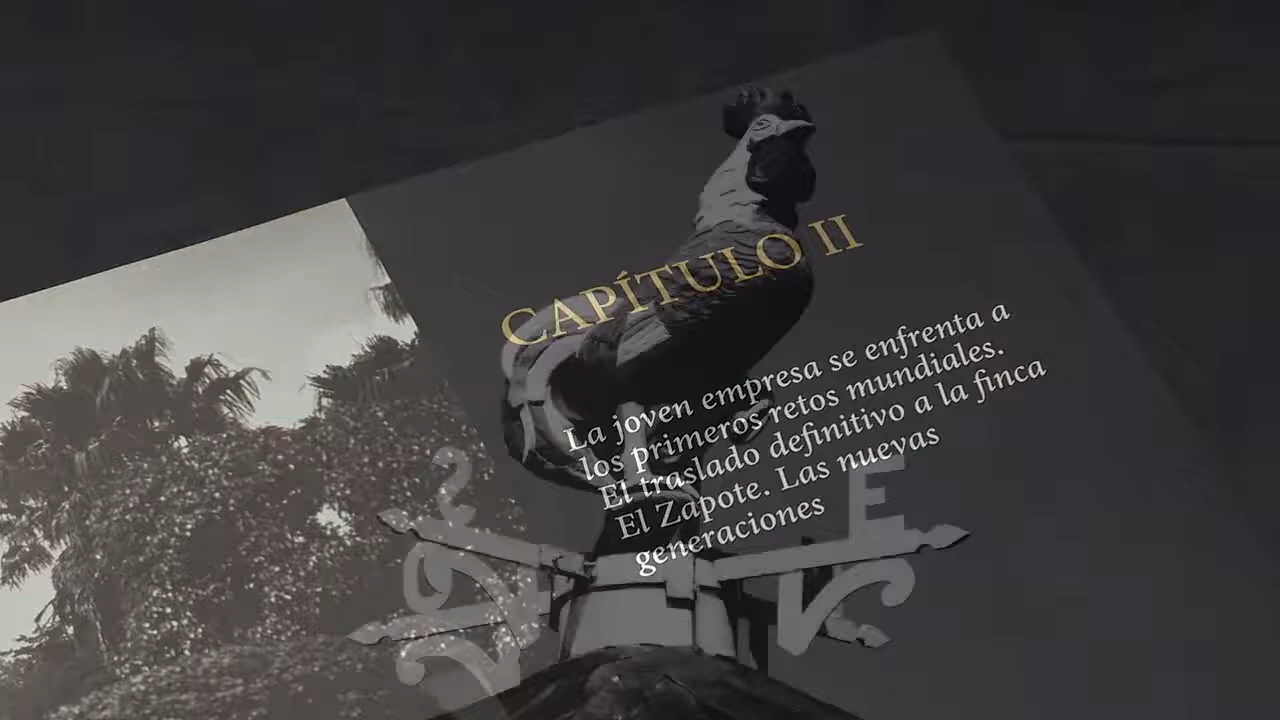 CAPÍTULO II
La joven empresa se enfrenta a
los primeros retos mundiales.
El traslado definitivo a la finca
El Zapote. Las nuevas
generaciones
E